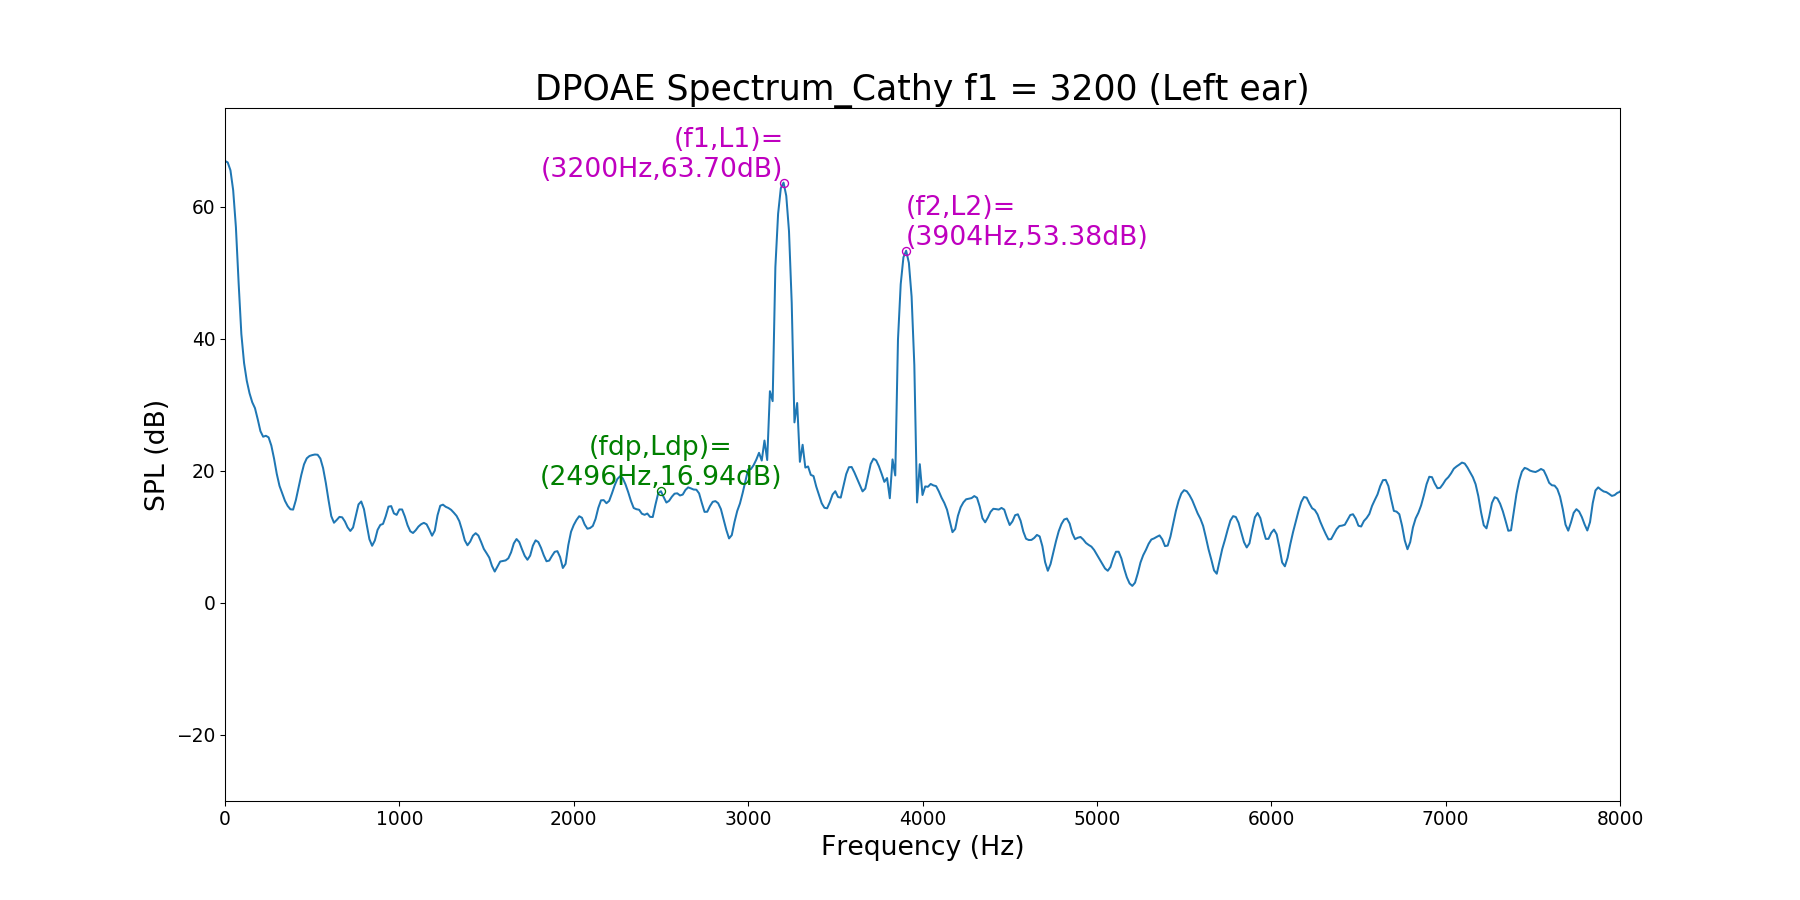 DPOAE Spectrum_Cathy f1 = 3200 (Left ear)
(f1,L1)=
(3200Hz,63.70dB)
(f2,L2)=
(3904Hz,53.38dB)
(fdp,Ldp)=
(2496Hz,16.94dB)
SPL (dB)
60
40
20
0
−20
0 1000 2000 3000 4000 5000 6000 7000 8000
Frequency (Hz)